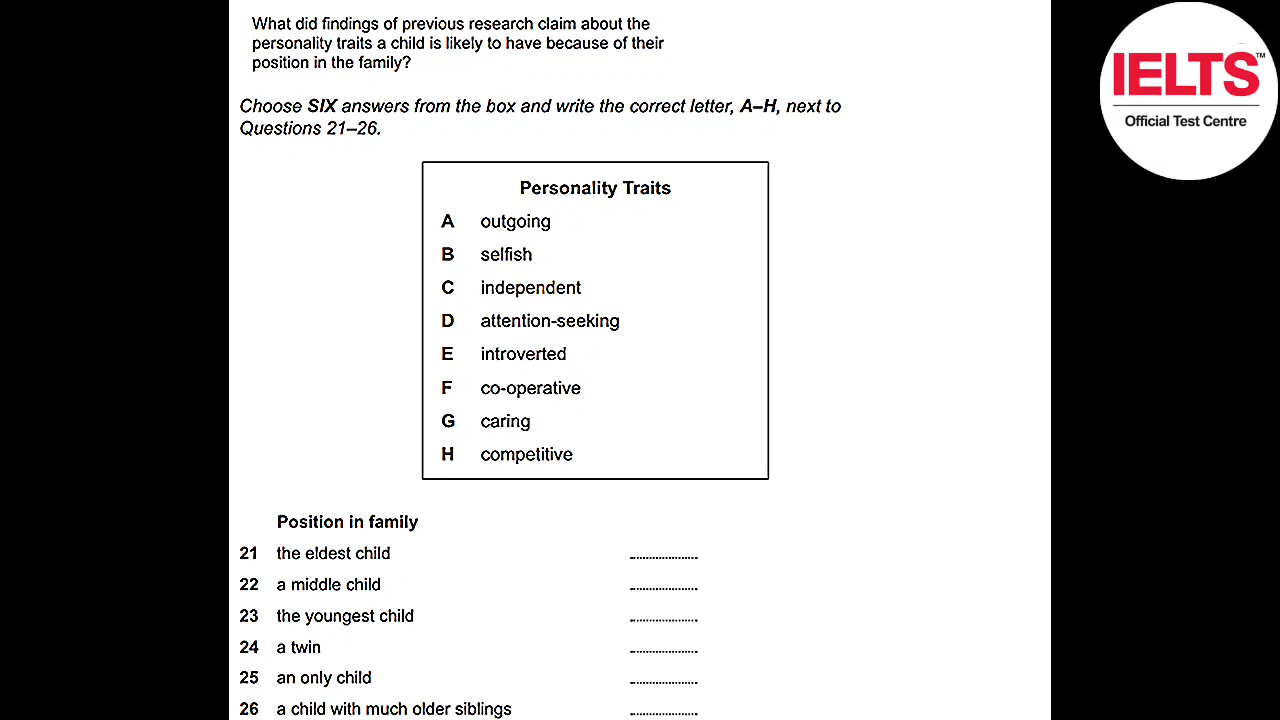 What did findings of previous research claim about the
personality traits a child is likely to have because of their
position in the family?
Choose SIX answers from the box and write the correct letter, A–H, next to
Questions 21–26.
Personality Traits
A outgoing
B selfish
C independent
D attention-seeking
E introverted
F co-operative
G caring
H competitive
Position in family
21 the eldest child ....................
22 a middle child ....................
23 the youngest child ....................
24 a twin ....................
25 an only child ....................
26 a child with much older siblings ....................
IELTS™
Official Test Centre